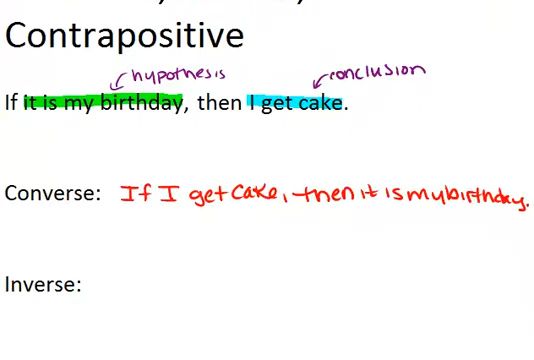 Contrapositive
hypothesis conclusion
If it is my birthday, then I get cake.
Converse: If I get cake, then it is my birthday.
Inverse: